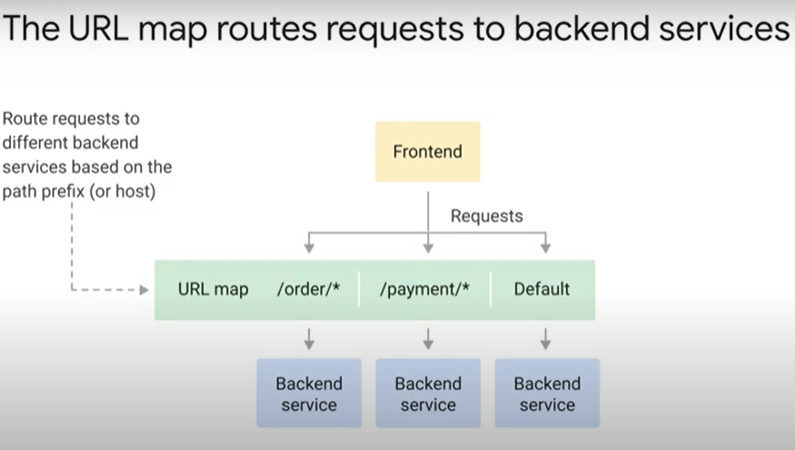 The URL map routes requests to backend services
Route requests to
different backend
services based on the
path prefix (or host)
Frontend
Requests
URL map /order/* /payment/* Default
Backend
service
Backend
service
Backend
service